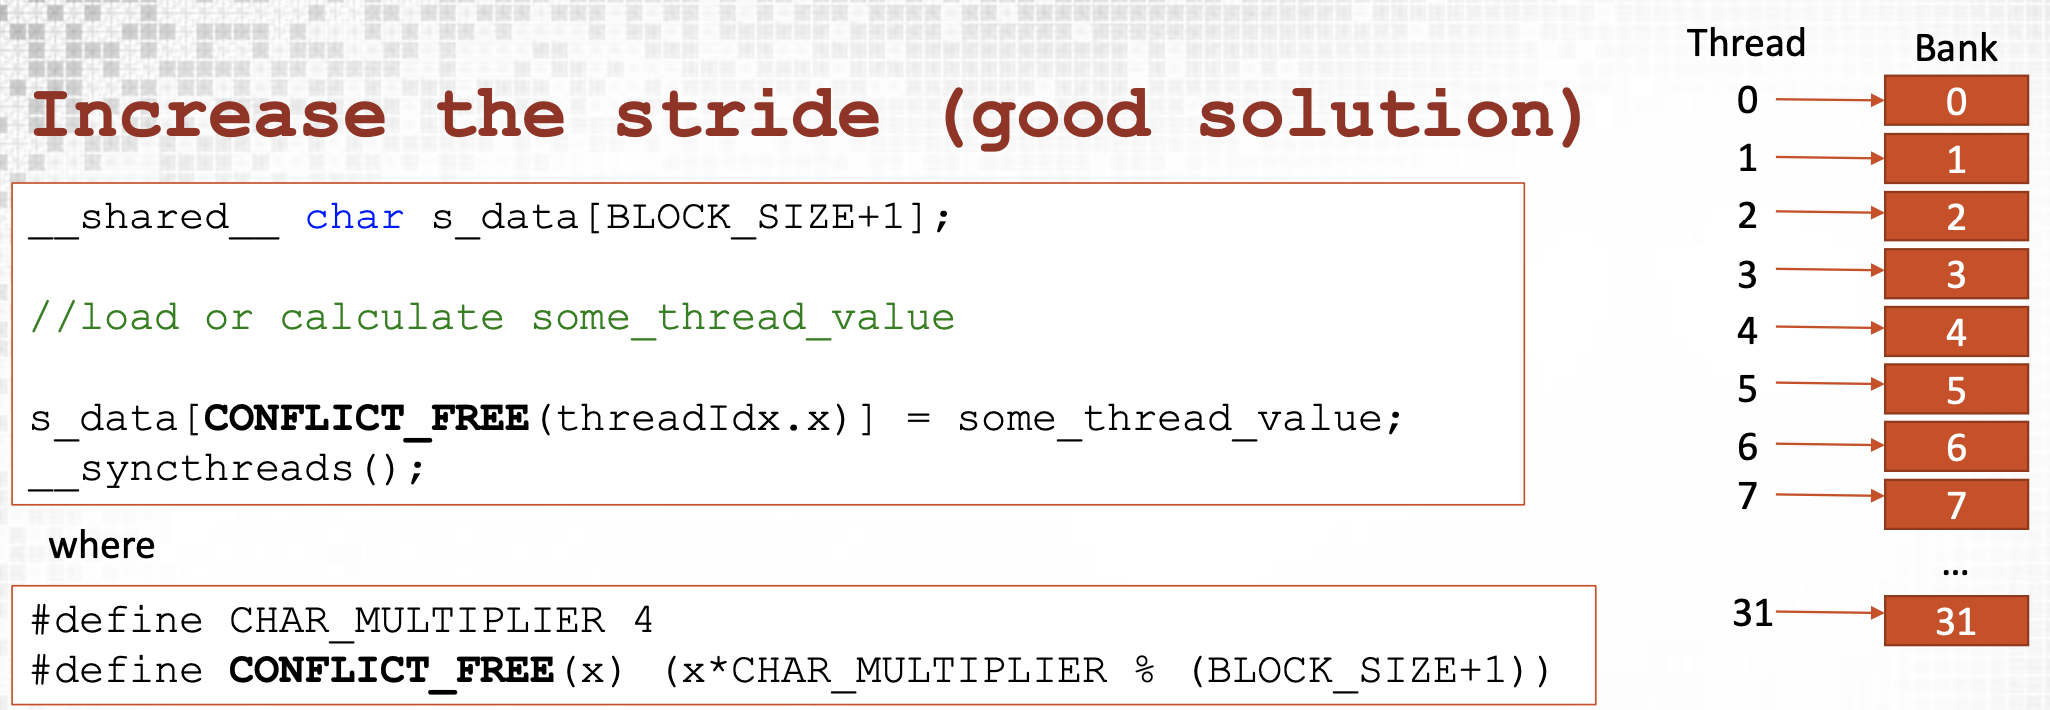 Increase the stride (good solution)
__shared__ char s_data[BLOCK_SIZE+1];
//load or calculate some_thread_value
s_data[CONFLICT_FREE(threadIdx.x)] = some_thread_value;
__syncthreads();
where
#define CHAR_MULTIPLIER 4
#define CONFLICT_FREE(x) (x*CHAR_MULTIPLIER % (BLOCK_SIZE+1))
Thread Bank
0 0
1 1
2 2
3 3
4 4
5 5
6 6
7 7
…
31 31